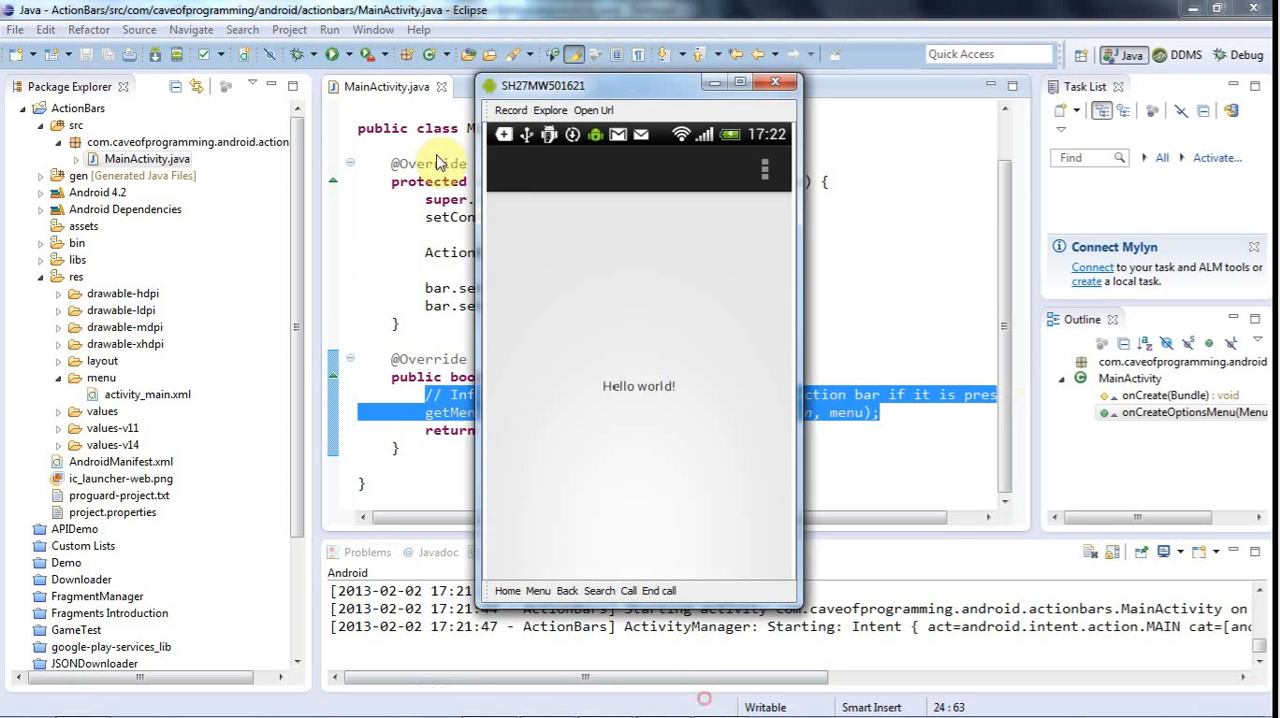 Java - ActionBars/src/com/caveofprogramming/android/actionbars/MainActivity.java - Eclipse
File Edit Refactor Source Navigate Search Project Run Window Help
Quick Access
Java
DDMS
Debug
Package Explorer
ActionBars
src
com.caveofprogramming.android.action
MainActivity.java
gen [Generated Java Files]
Android 4.2
Android Dependencies
assets
bin
libs
res
drawable-hdpi
drawable-ldpi
drawable-mdpi
drawable-xhdpi
layout
menu
activity_main.xml
values
values-v11
values-v14
AndroidManifest.xml
ic_launcher-web.png
proguard-project.txt
project.properties
APIDemo
Custom Lists
Demo
Downloader
FragmentManager
Fragments Introduction
GameTest
google-play-services_lib
JSONDownloader
MainActivity.java
public class M
@Override
protected ) {
super.
setCon
Action
bar.se
bar.se
}
@Override
public boo
// Inf ction bar if it is pres
getMen n, menu);
return
}
}
SH27MW501621
Record Explore Open Url
17:22
Hello world!
Home Menu Back Search Call End call
Task List
Find
All
Activate...
Connect Mylyn
Connect to your task and ALM tools or
create a local task.
Outline
com.caveofprogramming.android
MainActivity
onCreate(Bundle) : void
onCreateOptionsMenu(Menu
Problems
@ Javadoc
Android
[2013-02-02 17:21
[2013-02-02 17:21:44 - ActionBars] Starting activity com.caveofprogramming.android.actionbars.MainActivity on
[2013-02-02 17:21:47 - ActionBars] ActivityManager: Starting: Intent { act=android.intent.action.MAIN cat=[and
Writable
Smart Insert
24 : 63